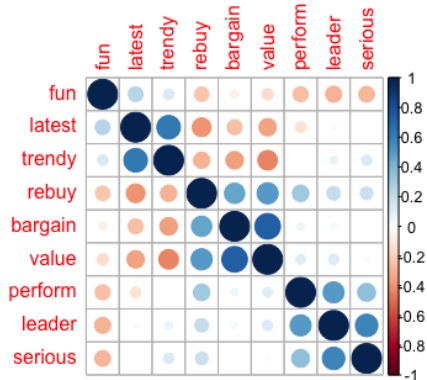 fun
latest
trendy
rebuy
bargain
value
perform
leader
serious
fun
latest
trendy
rebuy
bargain
value
perform
leader
serious
1
0.8
0.6
0.4
0.2
0
-0.2
-0.4
-0.6
-0.8
-1